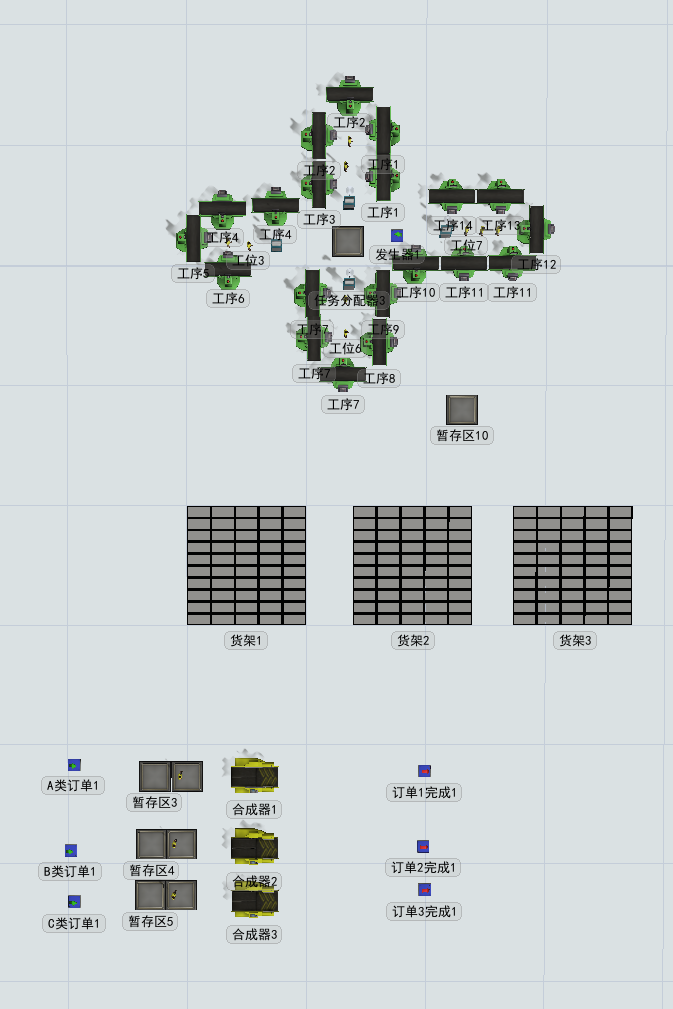 工序2
工序2
工序1
工序3
工序1
工序4
工序4
工位3
工序5
工序6
工序14
工序13
工位7
发生器1
工序12
工序10
工序11
工序11
任务分配器3
工序7
工序9
工位6
工序7
工序8
工序7
暂存区10
货架1
货架2
货架3
A类订单1
暂存区3
合成器1
订单1完成1
B类订单1
暂存区4
合成器2
订单2完成1
C类订单1
暂存区5
合成器3
订单3完成1